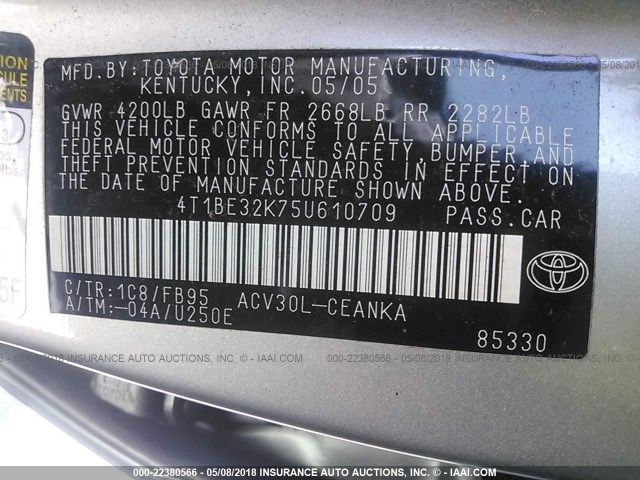 MFD.BY:TOYOTA MOTOR MANUFACTURING,
KENTUCKY, INC. 05/05
GVWR 4200LB GAWR FR 2668LB RR 2282LB
THIS VEHICLE CONFORMS TO ALL APPLICABLE
FEDERAL MOTOR VEHICLE SAFETY, BUMPER, AND
THEFT PREVENTION STANDARDS IN EFFECT ON
THE DATE OF MANUFACTURE SHOWN ABOVE.
4T1BE32K75U610709 PASS.CAR
C/TR:1C8/FB95 ACV30L-CEANKA
A/TM:-04A/U250E
85330
TOYOTA
000-22380566 - 05/08/2018 INSURANCE AUTO AUCTIONS - © IAAI.COM